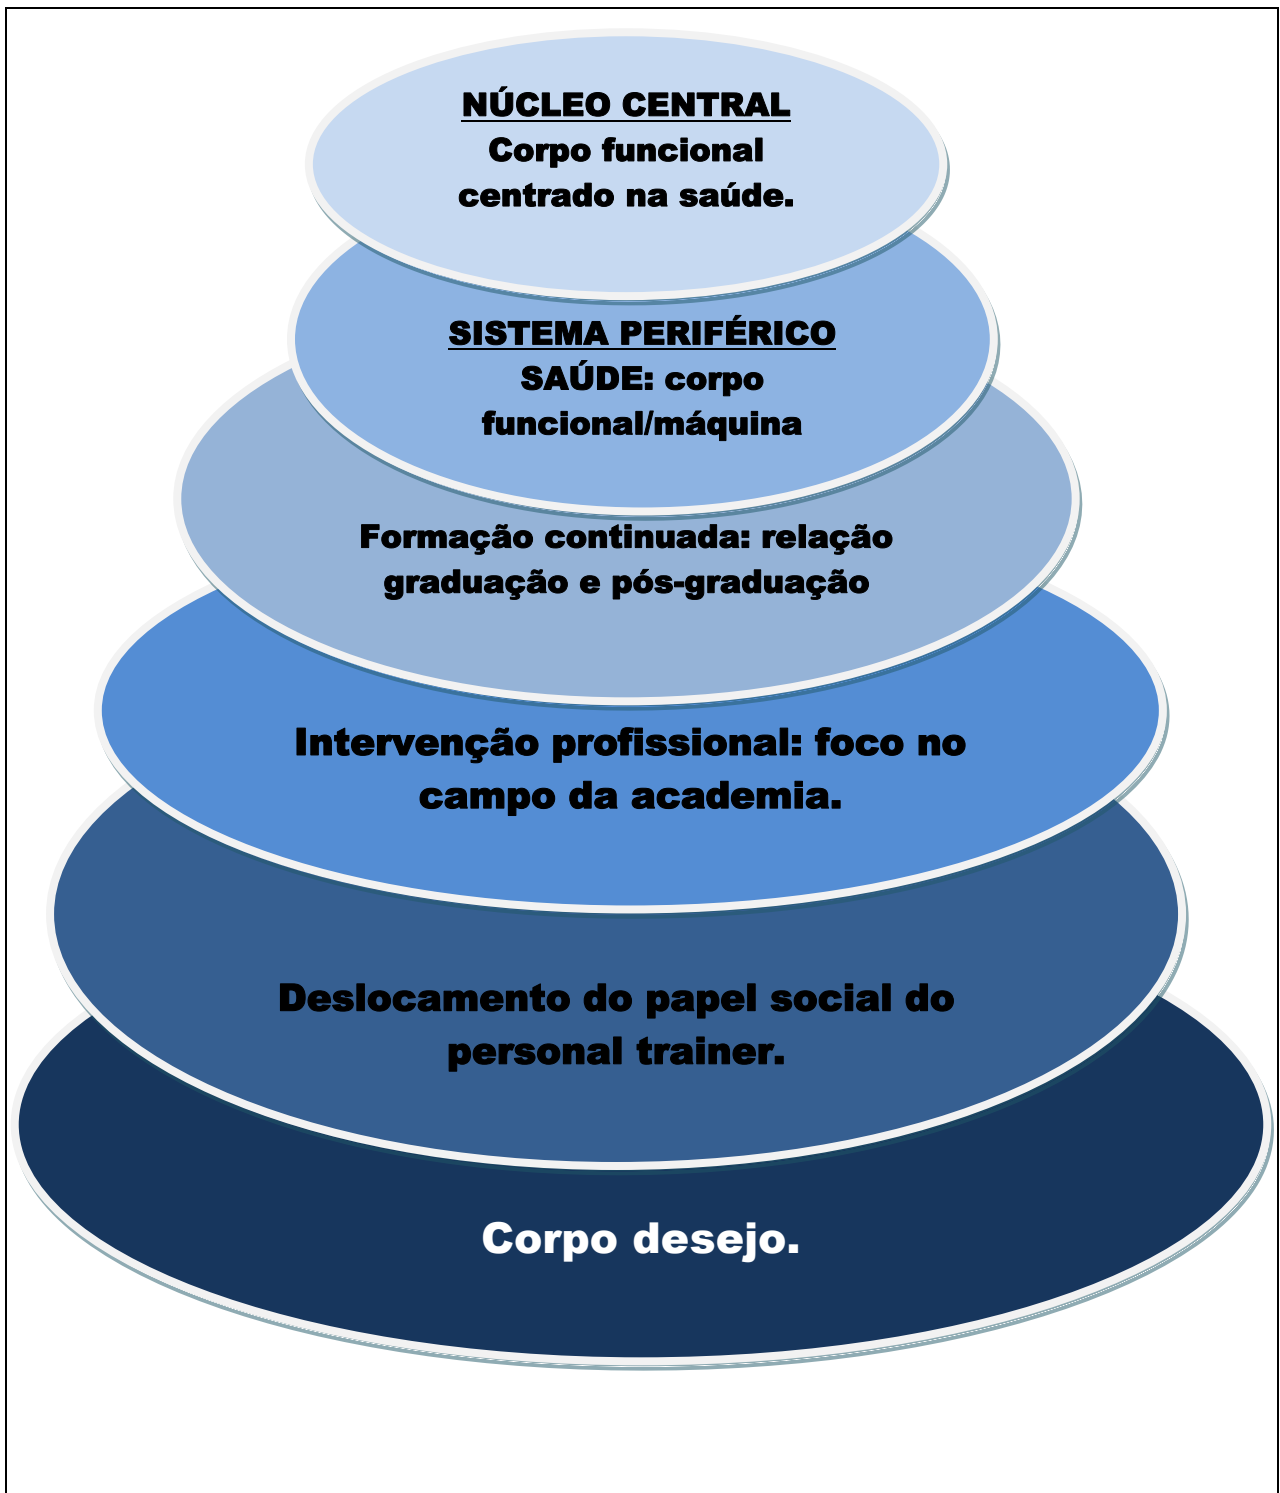 NÚCLEO CENTRAL
Corpo funcional
centrado na saúde.
SISTEMA PERIFÉRICO
SAÚDE: corpo
funcional/máquina
Formação continuada: relação
graduação e pós-graduação
Intervenção profissional: foco no
campo da academia.
Deslocamento do papel social do
personal trainer.
Corpo desejo.